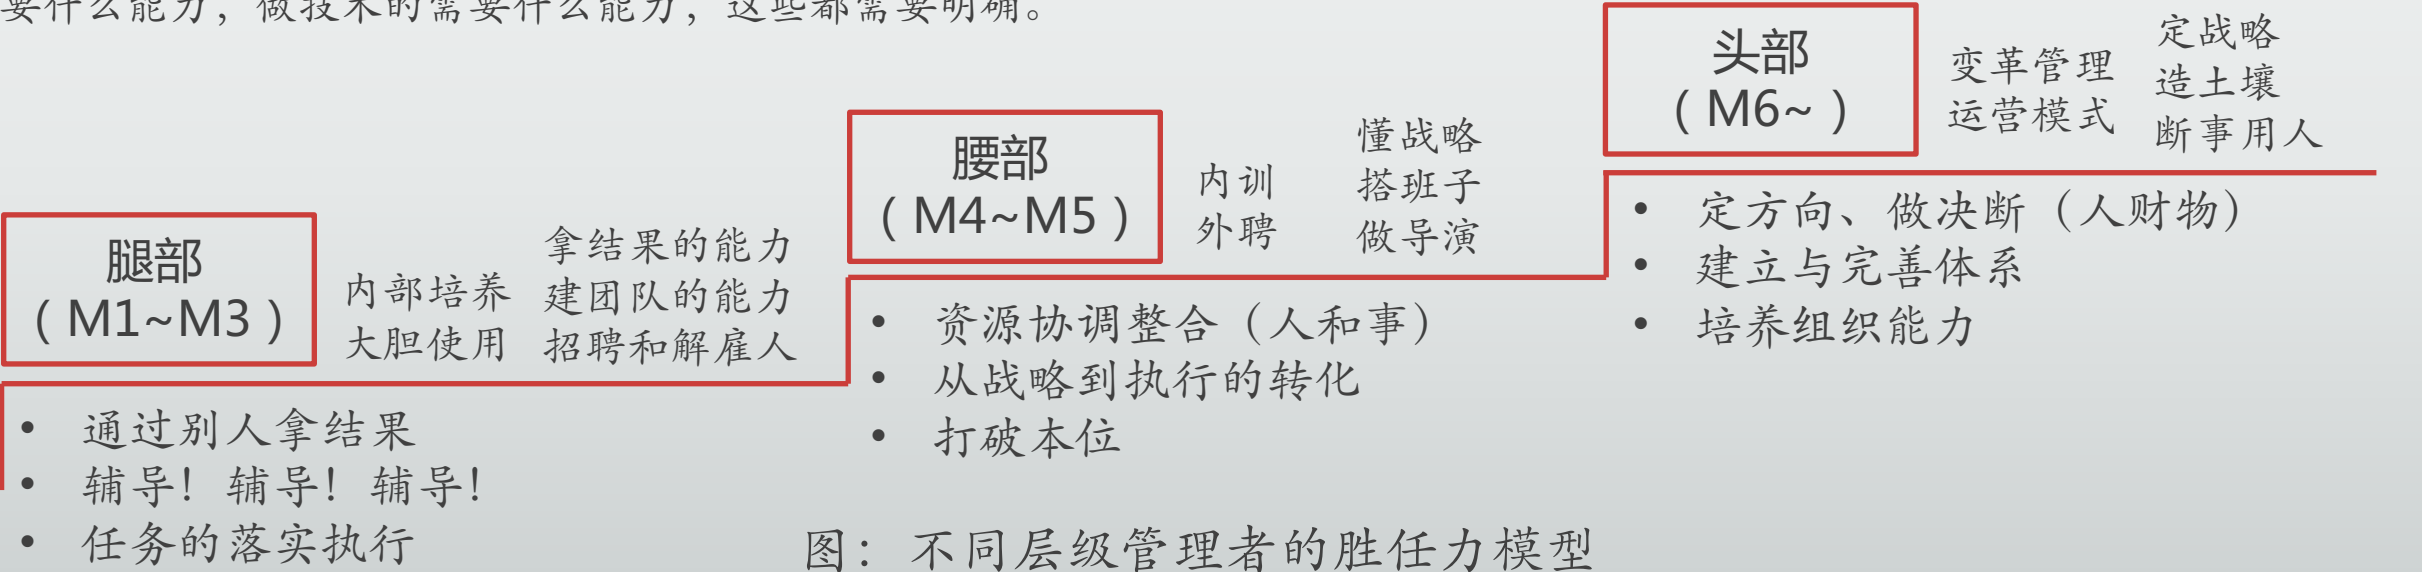 要什么能力，做技术的需要什么能力，这些都需要明确。
头部
（M6~）
变革管理
运营模式
定战略
造土壤
断事用人
• 定方向、做决断（人财物）
• 建立与完善体系
• 培养组织能力
腰部
（M4~M5）
内训
外聘
懂战略
搭班子
做导演
• 资源协调整合（人和事）
• 从战略到执行的转化
• 打破本位
腿部
（M1~M3）
内部培养
大胆使用
拿结果的能力
建团队的能力
招聘和解雇人
• 通过别人拿结果
• 辅导！辅导！辅导！
• 任务的落实执行
图：不同层级管理者的胜任力模型